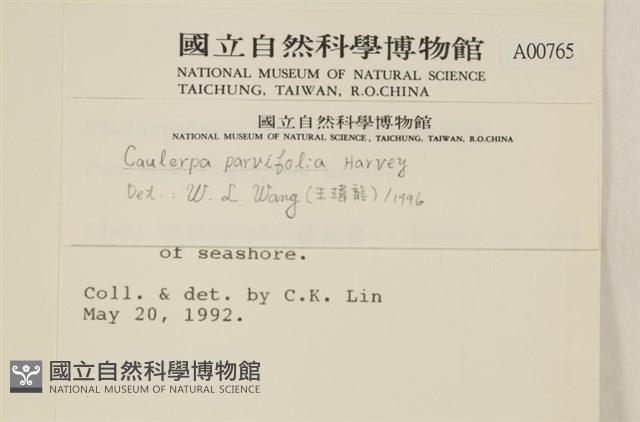 國立自然科學博物館
A00765
NATIONAL MUSEUM OF NATURAL SCIENCE
TAICHUNG, TAIWAN, R.O.CHINA
國立自然科學博物館
NATIONAL MUSEUM OF NATURAL SCIENCE, TAICHUNG, TAIWAN, R.O.CHINA
Caulerpa parvifolia Harvey
Det.: W. L. Wang (王瑋龍)/1996
of seashore.
Coll. & det. by C.K. Lin
May 20, 1992.
國立自然科學博物館
NATIONAL MUSEUM OF NATURAL SCIENCE